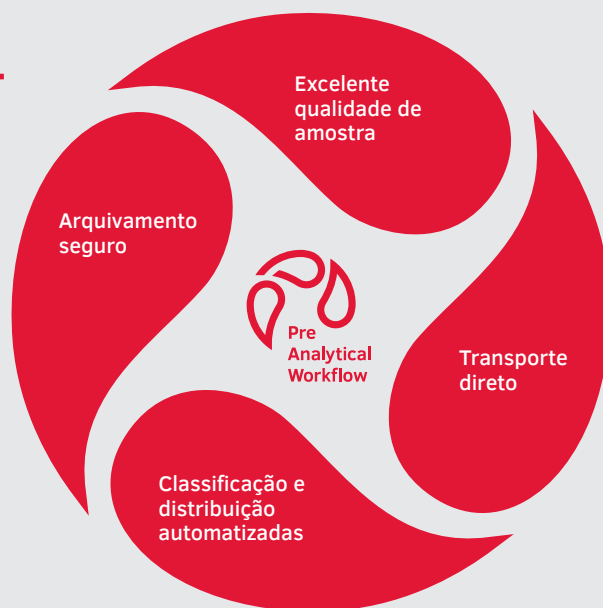 Excelente
qualidade de
amostra
Arquivamento
seguro
Pre
Analytical
Workflow
Transporte
direto
Classificação e
distribuição
automatizadas